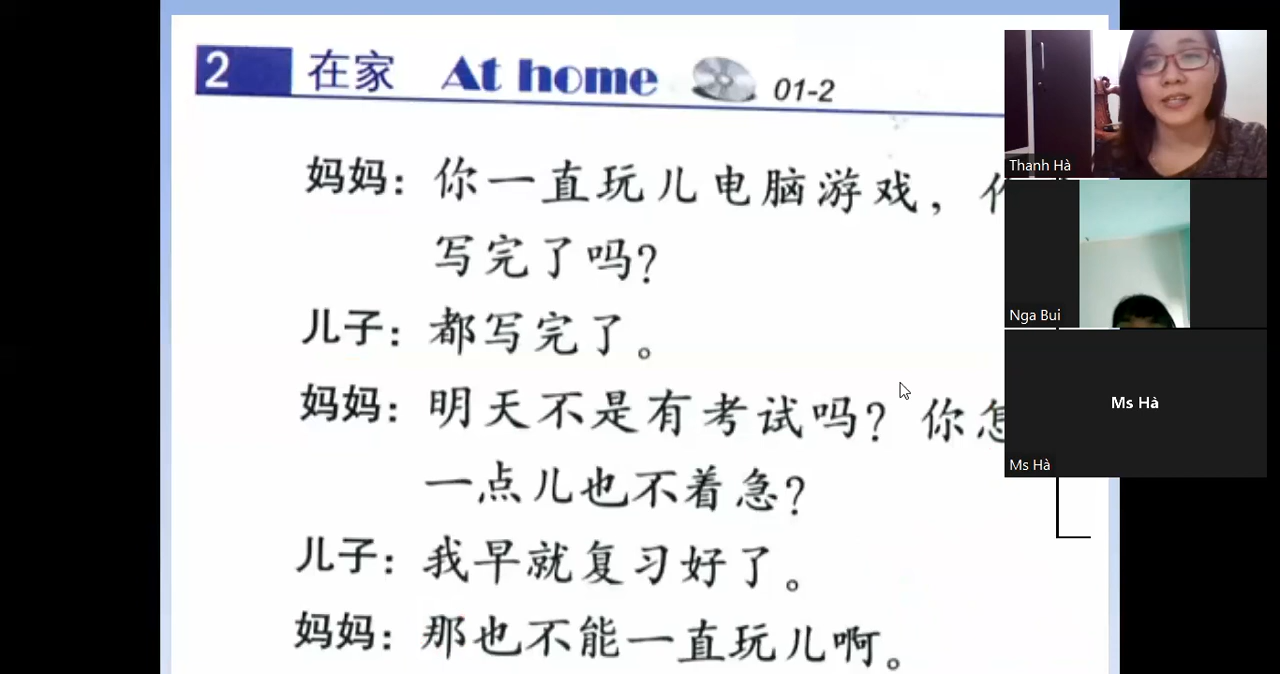 2 在家 At home 01-2
妈妈：你一直玩儿电脑游戏，
写完了吗？
儿子：都写完了。
妈妈：明天不是有考试吗？你怎
一点儿也不着急？
儿子：我早就复习好了。
妈妈：那也不能一直玩儿啊。
Thanh Hà
Nga Bui
Ms Hà
Ms Hà